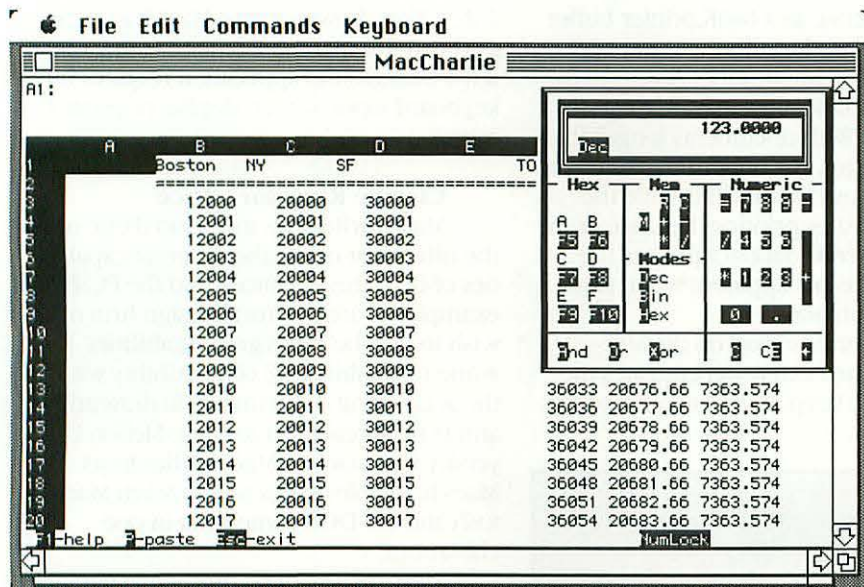 File Edit Commands Keyboard
MacCharlie
A1:
123.0000
Dec
A B C D E
Boston NY SF TO
Hex Mem Numeric
1
2
3 12000 20000 30000
4 12001 20001 30001
A B
5 12002 20002 30002
6 12003 20003 30003
C D Modes
7 12004 20004 30004
Dec
8 12005 20005 30005
E F Bin
9 12006 20006 30006
Hex
10 12007 20007 30007
11 12008 20008 30008
And Or Xor
12 12009 20009 30009
13 12010 20010 30010 36033 20676.66 7363.574
14 12011 20011 30011 36036 20677.66 7363.574
15 12012 20012 30012 36039 20678.66 7363.574
16 12013 20013 30013 36042 20679.66 7363.574
17 12014 20014 30014 36045 20680.66 7363.574
18 12015 20015 30015 36048 20681.66 7363.574
19 12016 20016 30016 36051 20682.66 7363.574
20 12017 20017 30017 36054 20683.66 7363.574
F1-help P-paste Esc-exit NumLock